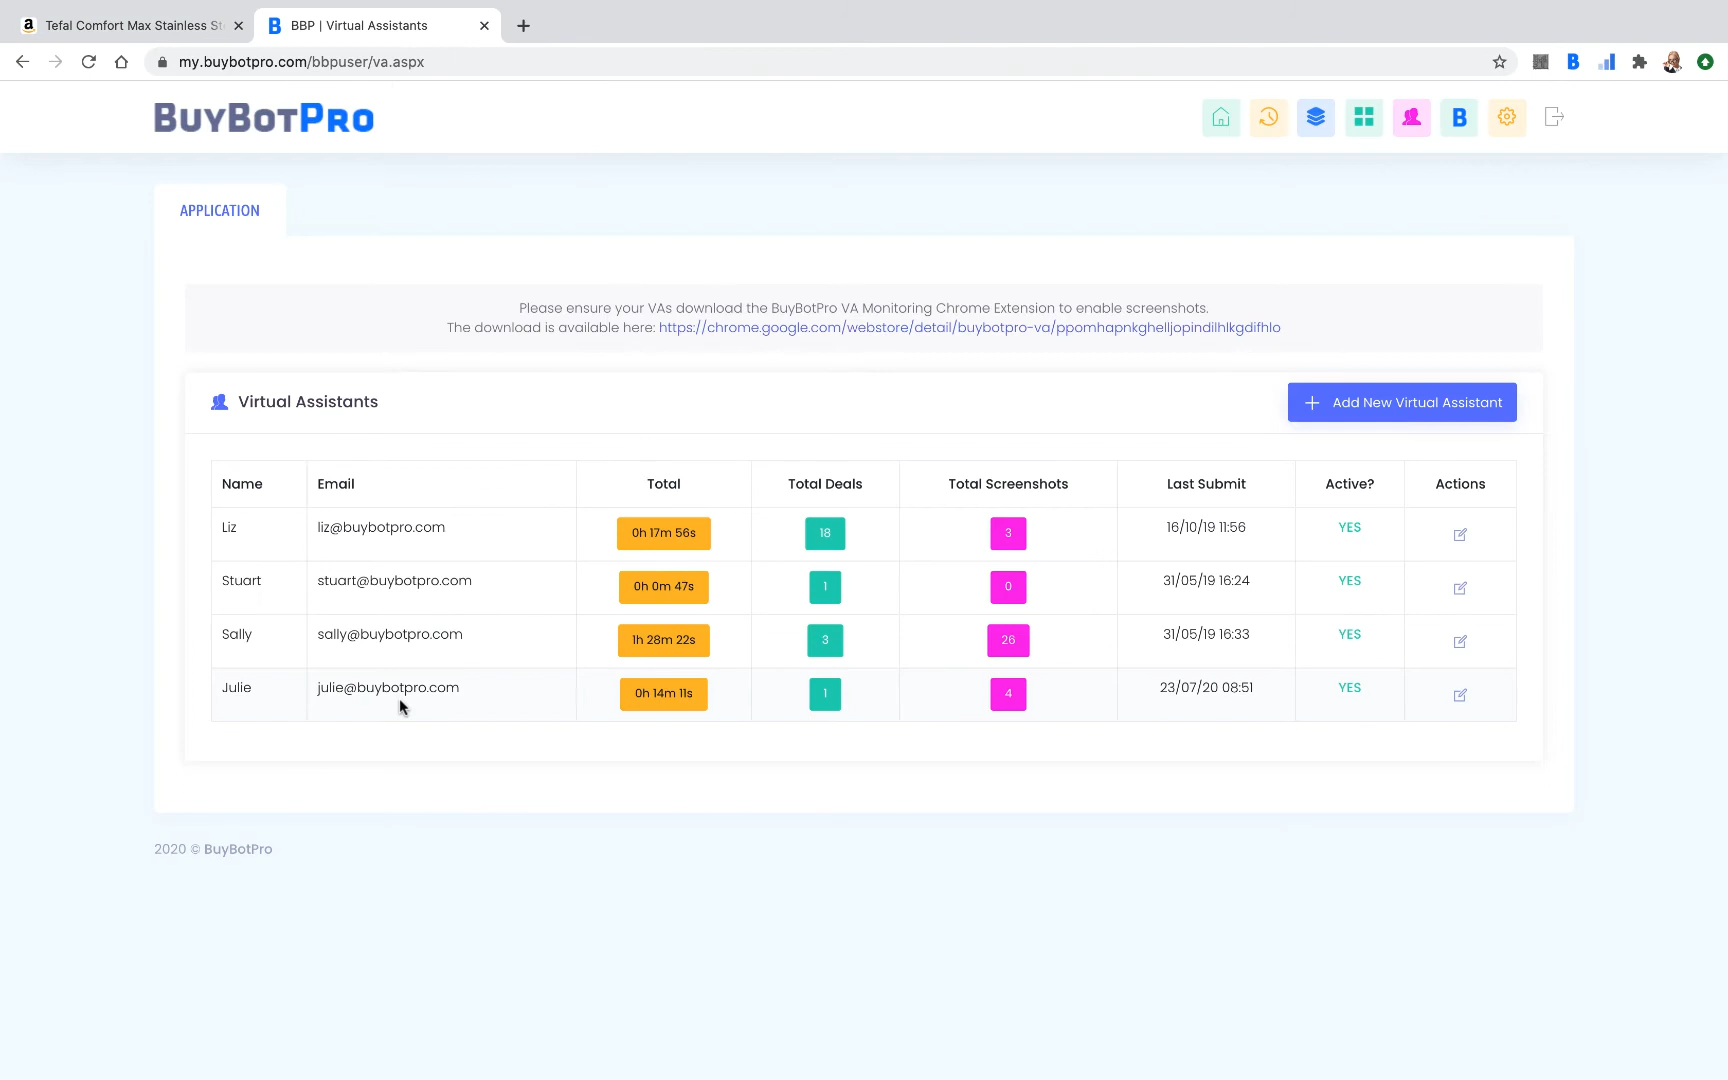 Tefal Comfort Max Stainless St
BBP | Virtual Assistants
my.buybotpro.com/bbpuser/va.aspx
BuyBotPro
APPLICATION
Please ensure your VAs download the BuyBotPro VA Monitoring Chrome Extension to enable screenshots.
The download is available here: https://chrome.google.com/webstore/detail/buybotpro-va/ppomhapnkghelljopindilhlkgdifhlo
Virtual Assistants
Add New Virtual Assistant
Name Email Total Total Deals Total Screenshots Last Submit Active? Actions
Liz liz@buybotpro.com 0h 17m 56s 18 3 16/10/19 11:56 YES
Stuart stuart@buybotpro.com 0h 0m 47s 1 0 31/05/19 16:24 YES
Sally sally@buybotpro.com 1h 28m 22s 3 26 31/05/19 16:33 YES
Julie julie@buybotpro.com 0h 14m 11s 1 4 23/07/20 08:51 YES
2020 © BuyBotPro